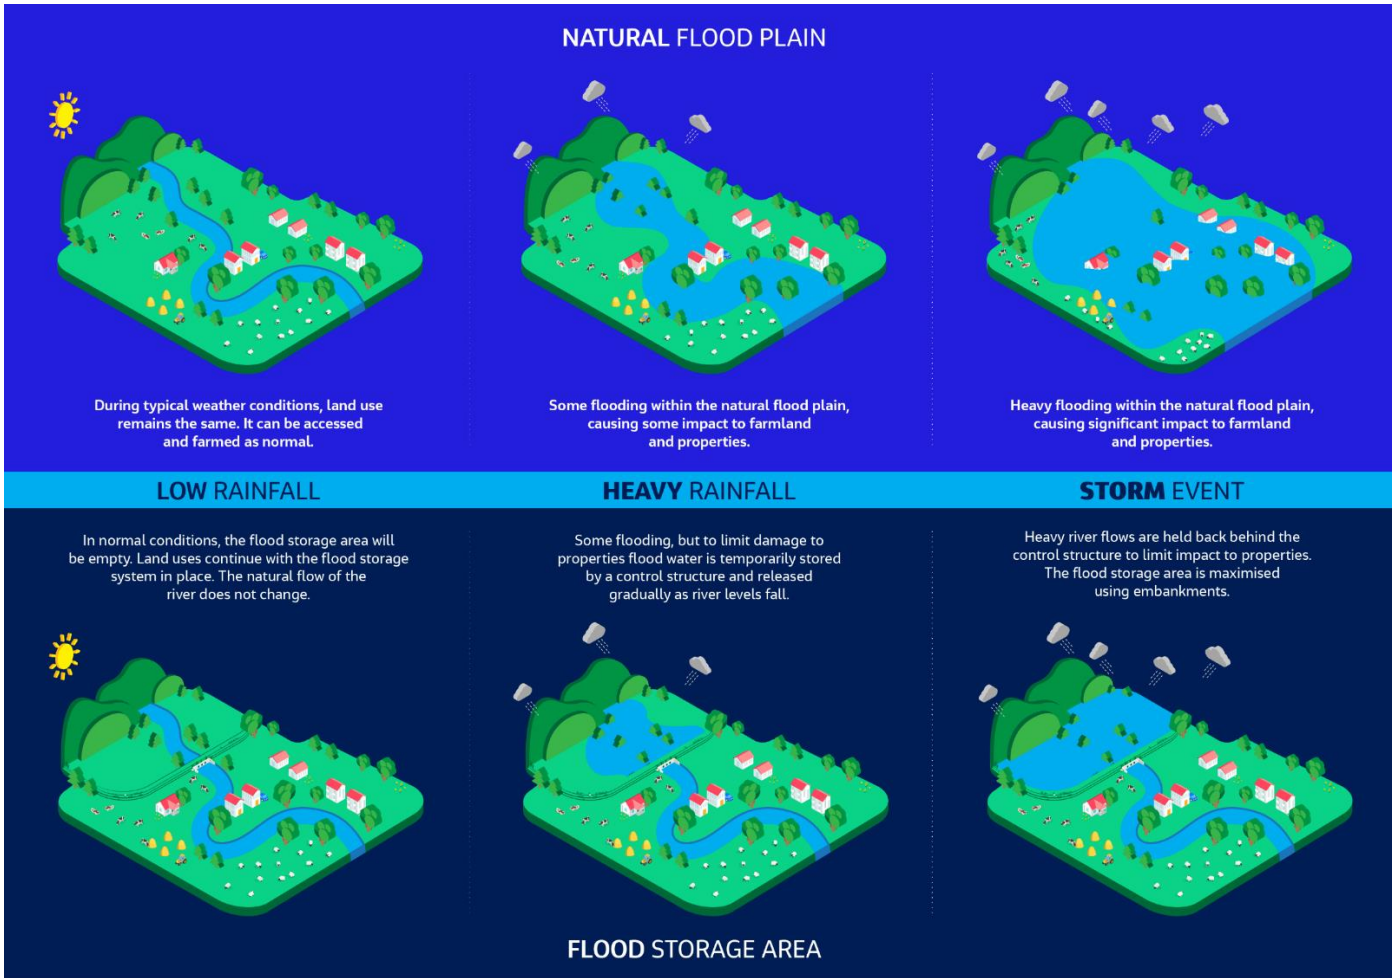 NATURAL FLOOD PLAIN
During typical weather conditions, land use
remains the same. It can be accessed
and farmed as normal.
Some flooding within the natural flood plain,
causing some impact to farmland
and properties.
Heavy flooding within the natural flood plain,
causing significant impact to farmland
and properties.
LOW RAINFALL
HEAVY RAINFALL
STORM EVENT
In normal conditions, the flood storage area will
be empty. Land uses continue with the flood storage
system in place. The natural flow of the
river does not change.
Some flooding, but to limit damage to
properties flood water is temporarily stored
by a control structure and released
gradually as river levels fall.
Heavy river flows are held back behind the
control structure to limit impact to properties.
The flood storage area is maximised
using embankments.
FLOOD STORAGE AREA